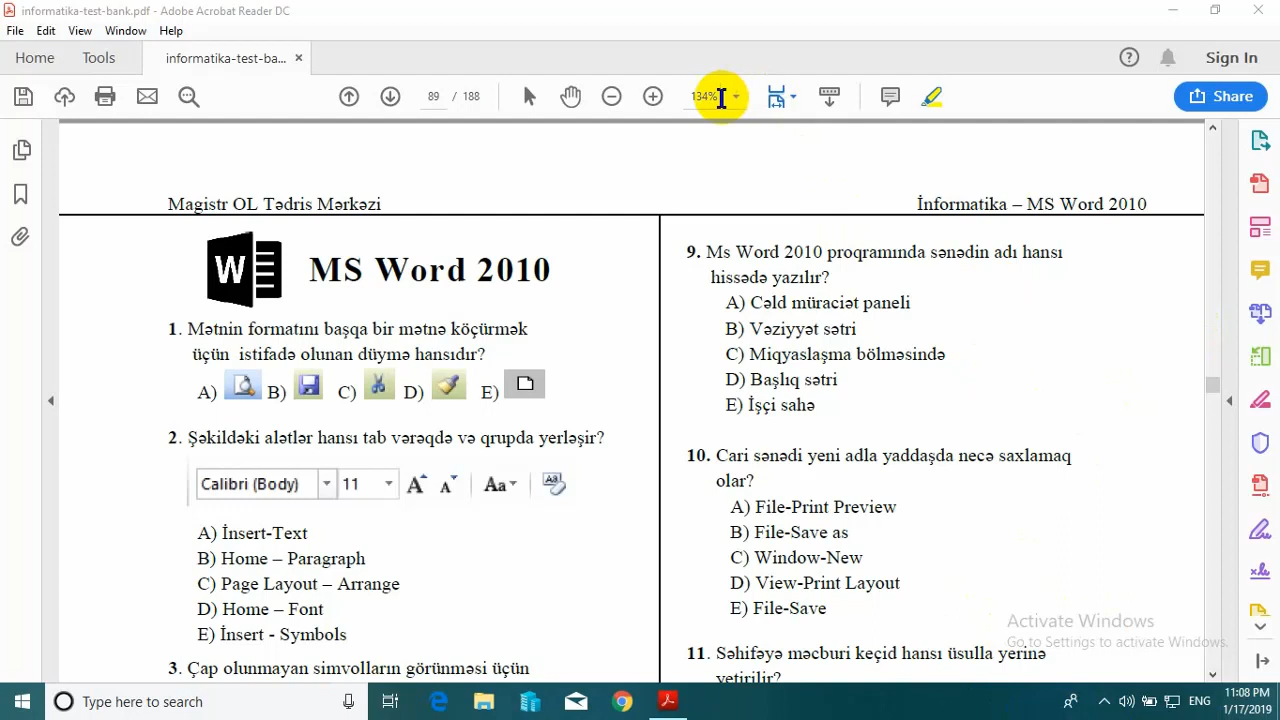 informatika-test-bank.pdf - Adobe Acrobat Reader DC
File Edit View Window Help
Home Tools informatika-test-ba... ×
Sign In
89 / 188
134%
Share
Magistr OL Tədris Mərkəzi
İnformatika – MS Word 2010
W
MS Word 2010
1. Mətnin formatını başqa bir mətnə köçürmək
üçün istifadə olunan düymə hansıdır?
A) B) C) D) E)
2. Şəkildəki alətlər hansı tab vərəqdə və qrupda yerləşir?
Calibri (Body) 11 A A Aa
A) İnsert-Text
B) Home – Paragraph
C) Page Layout – Arrange
D) Home – Font
E) İnsert - Symbols
3. Çap olunmayan simvolların görünməsi üçün
9. Ms Word 2010 proqramında sənədin adı hansı
hissədə yazılır?
A) Cəld müraciət paneli
B) Vəziyyət sətri
C) Miqyaslaşma bölməsində
D) Başlıq sətri
E) İşçi sahə
10. Cari sənədi yeni adla yaddaşda necə saxlamaq
olar?
A) File-Print Preview
B) File-Save as
C) Window-New
D) View-Print Layout
E) File-Save
11. Səhifəyə məcburi keçid hansı üsulla yerinə
yetirilir?
Activate Windows
Go to Settings to activate Windows.
Type here to search
ENG
11:08 PM
1/17/2019